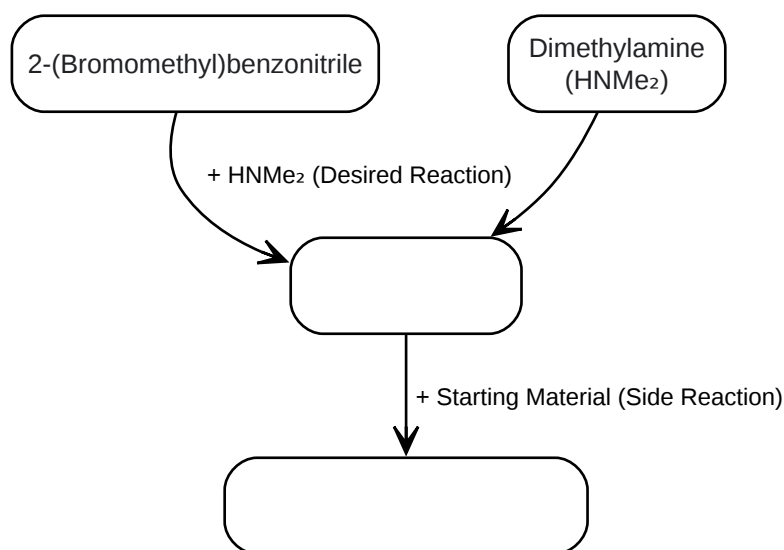 2-(Bromomethyl)benzonitrile
Dimethylamine
(HNMe₂)
+ HNMe₂ (Desired Reaction)
+ Starting Material (Side Reaction)